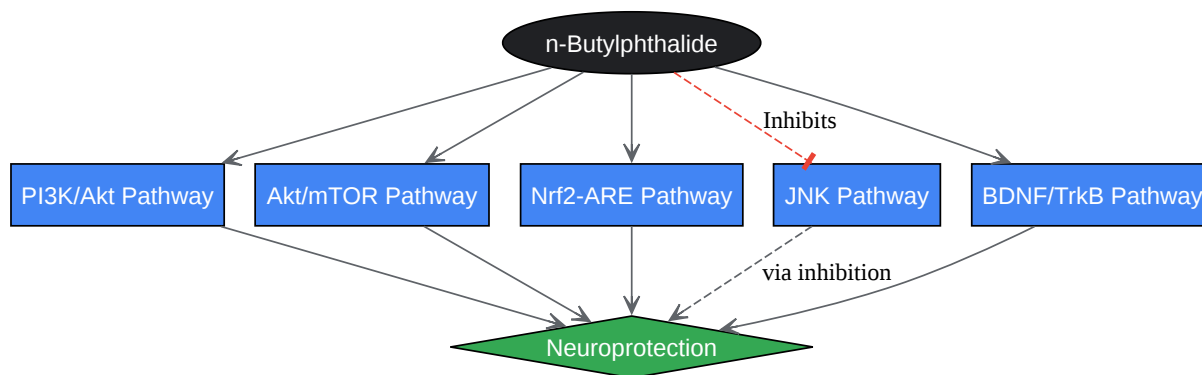 n-Butylphthalide
Inhibits
PI3K/Akt Pathway
Akt/mTOR Pathway
Nrf2-ARE Pathway
JNK Pathway
BDNF/TrkB Pathway
via inhibition
Neuroprotection